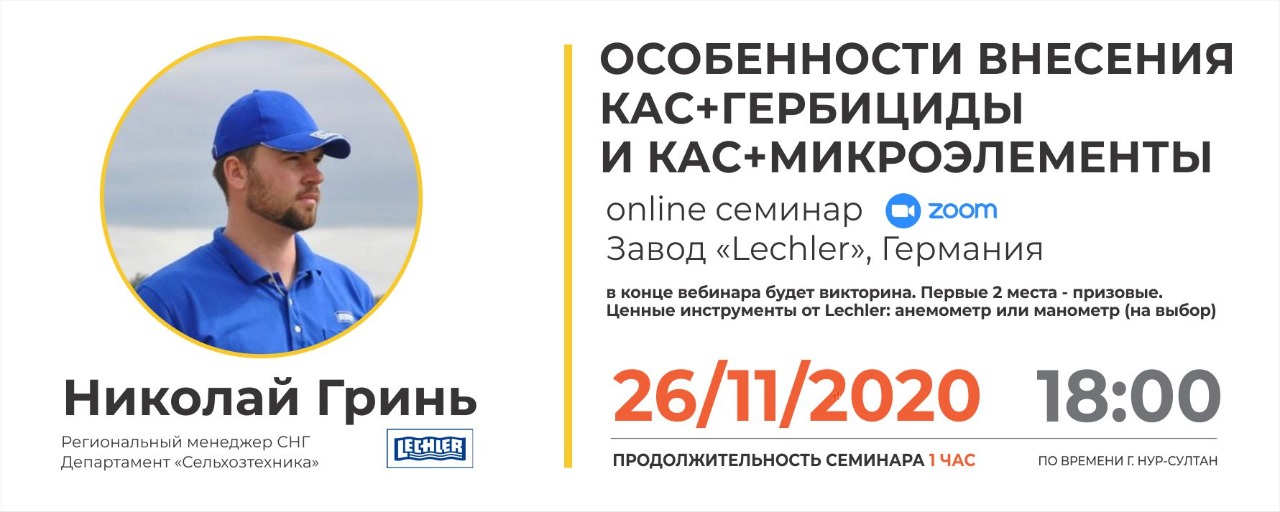 ОСОБЕННОСТИ ВНЕСЕНИЯ
КАС+ГЕРБИЦИДЫ
И КАС+МИКРОЭЛЕМЕНТЫ
online семинар zoom
Завод «Lechler», Германия
в конце вебинара будет викторина. Первые 2 места - призовые.
Ценные инструменты от Lechler: анемометр или манометр (на выбор)
26/11/2020 18:00
ПРОДОЛЖИТЕЛЬНОСТЬ СЕМИНАРА 1 ЧАС
ПО ВРЕМЕНИ Г. НУР-СУЛТАН
Николай Гринь
Региональный менеджер СНГ
Департамент «Сельхозтехника»
LECHLER